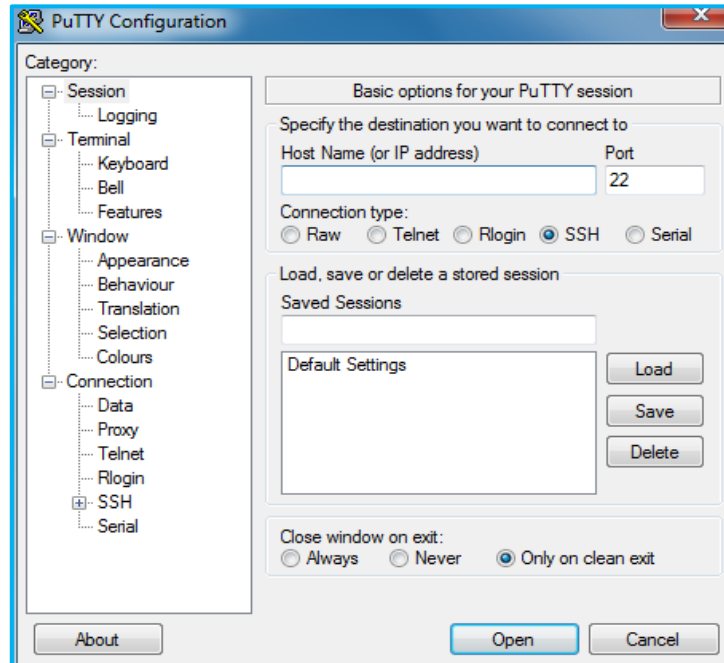 PuTTY Configuration
Category:
Session
Logging
Terminal
Keyboard
Bell
Features
Window
Appearance
Behaviour
Translation
Selection
Colours
Connection
Data
Proxy
Telnet
Rlogin
SSH
Serial
Basic options for your PuTTY session
Specify the destination you want to connect to
Host Name (or IP address) Port
22
Connection type:
Raw Telnet Rlogin SSH Serial
Load, save or delete a stored session
Saved Sessions
Default Settings
Load
Save
Delete
Close window on exit:
Always Never Only on clean exit
About Open Cancel